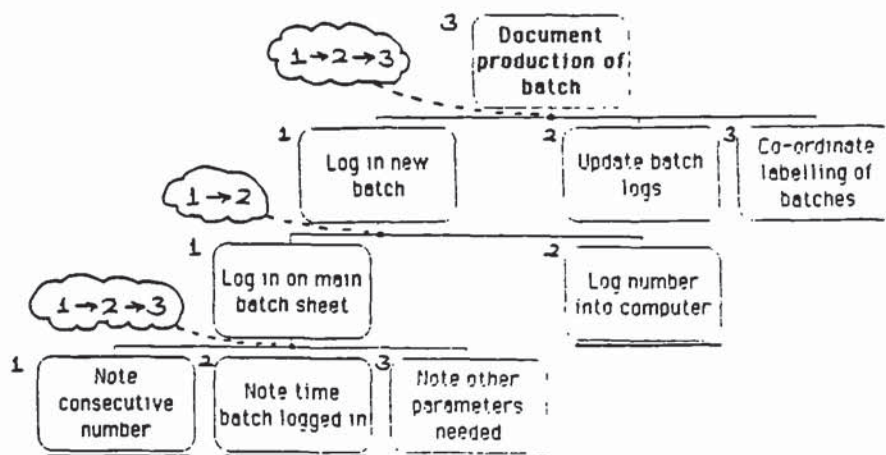 3
Document
production of
batch
1→2→3
1
Log in new
batch
2
Update batch
logs
3
Co-ordinate
labelling of
batches
1→2
1
Log in on main
batch sheet
2
Log number
into computer
1→2→3
1
Note
consecutive
number
2
Note time
batch logged in
3
Note other
parameters
needed